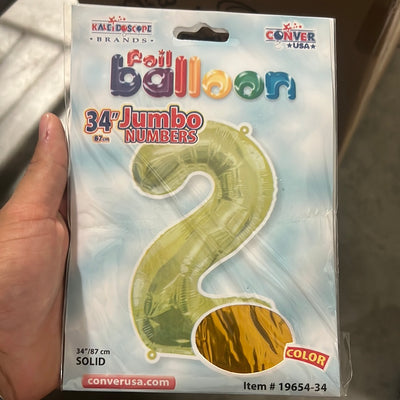 KALEIDOSCOPE
BRANDS
CONVER
USA
foil
balloon
34" Jumbo
87cm NUMBERS
34"/87 cm
SOLID
COLOR
converusa.com
Item # 19654-34